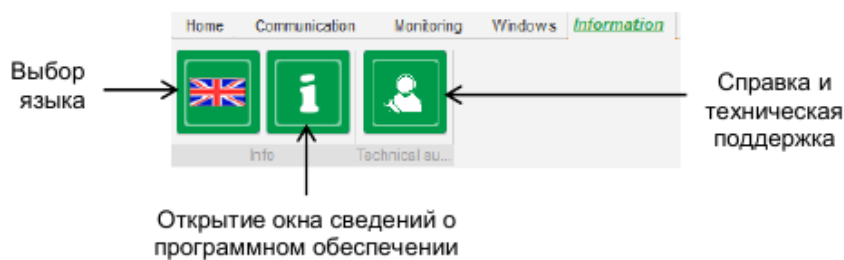 Home Communication Monitoring Windows Information
Выбор
языка
Справка и
техническая
поддержка
Info Technical su...
Открытие окна сведений о
программном обеспечении